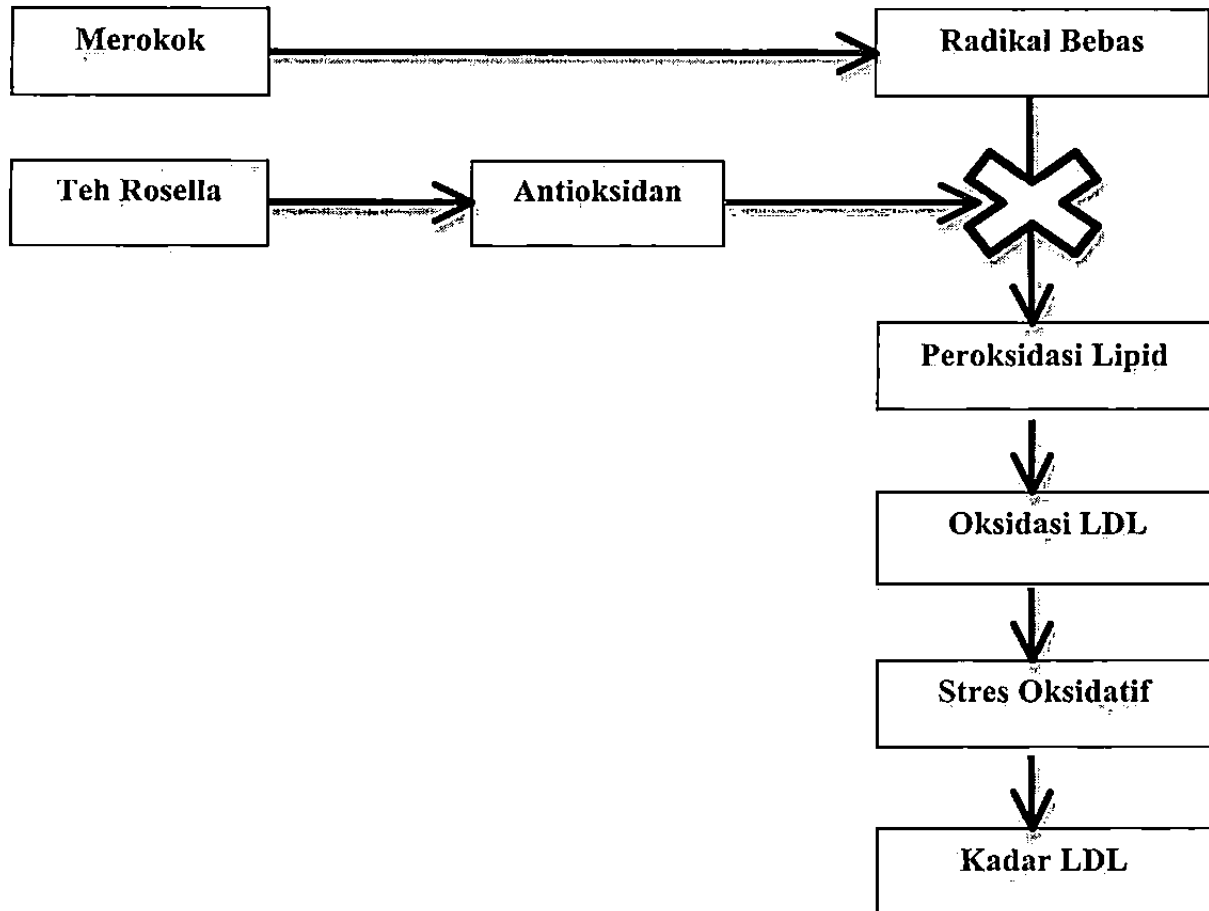 Merokok
Radikal Bebas
Teh Rosella
Antioksidan
Peroksidasi Lipid
Oksidasi LDL
Stres Oksidatif
Kadar LDL